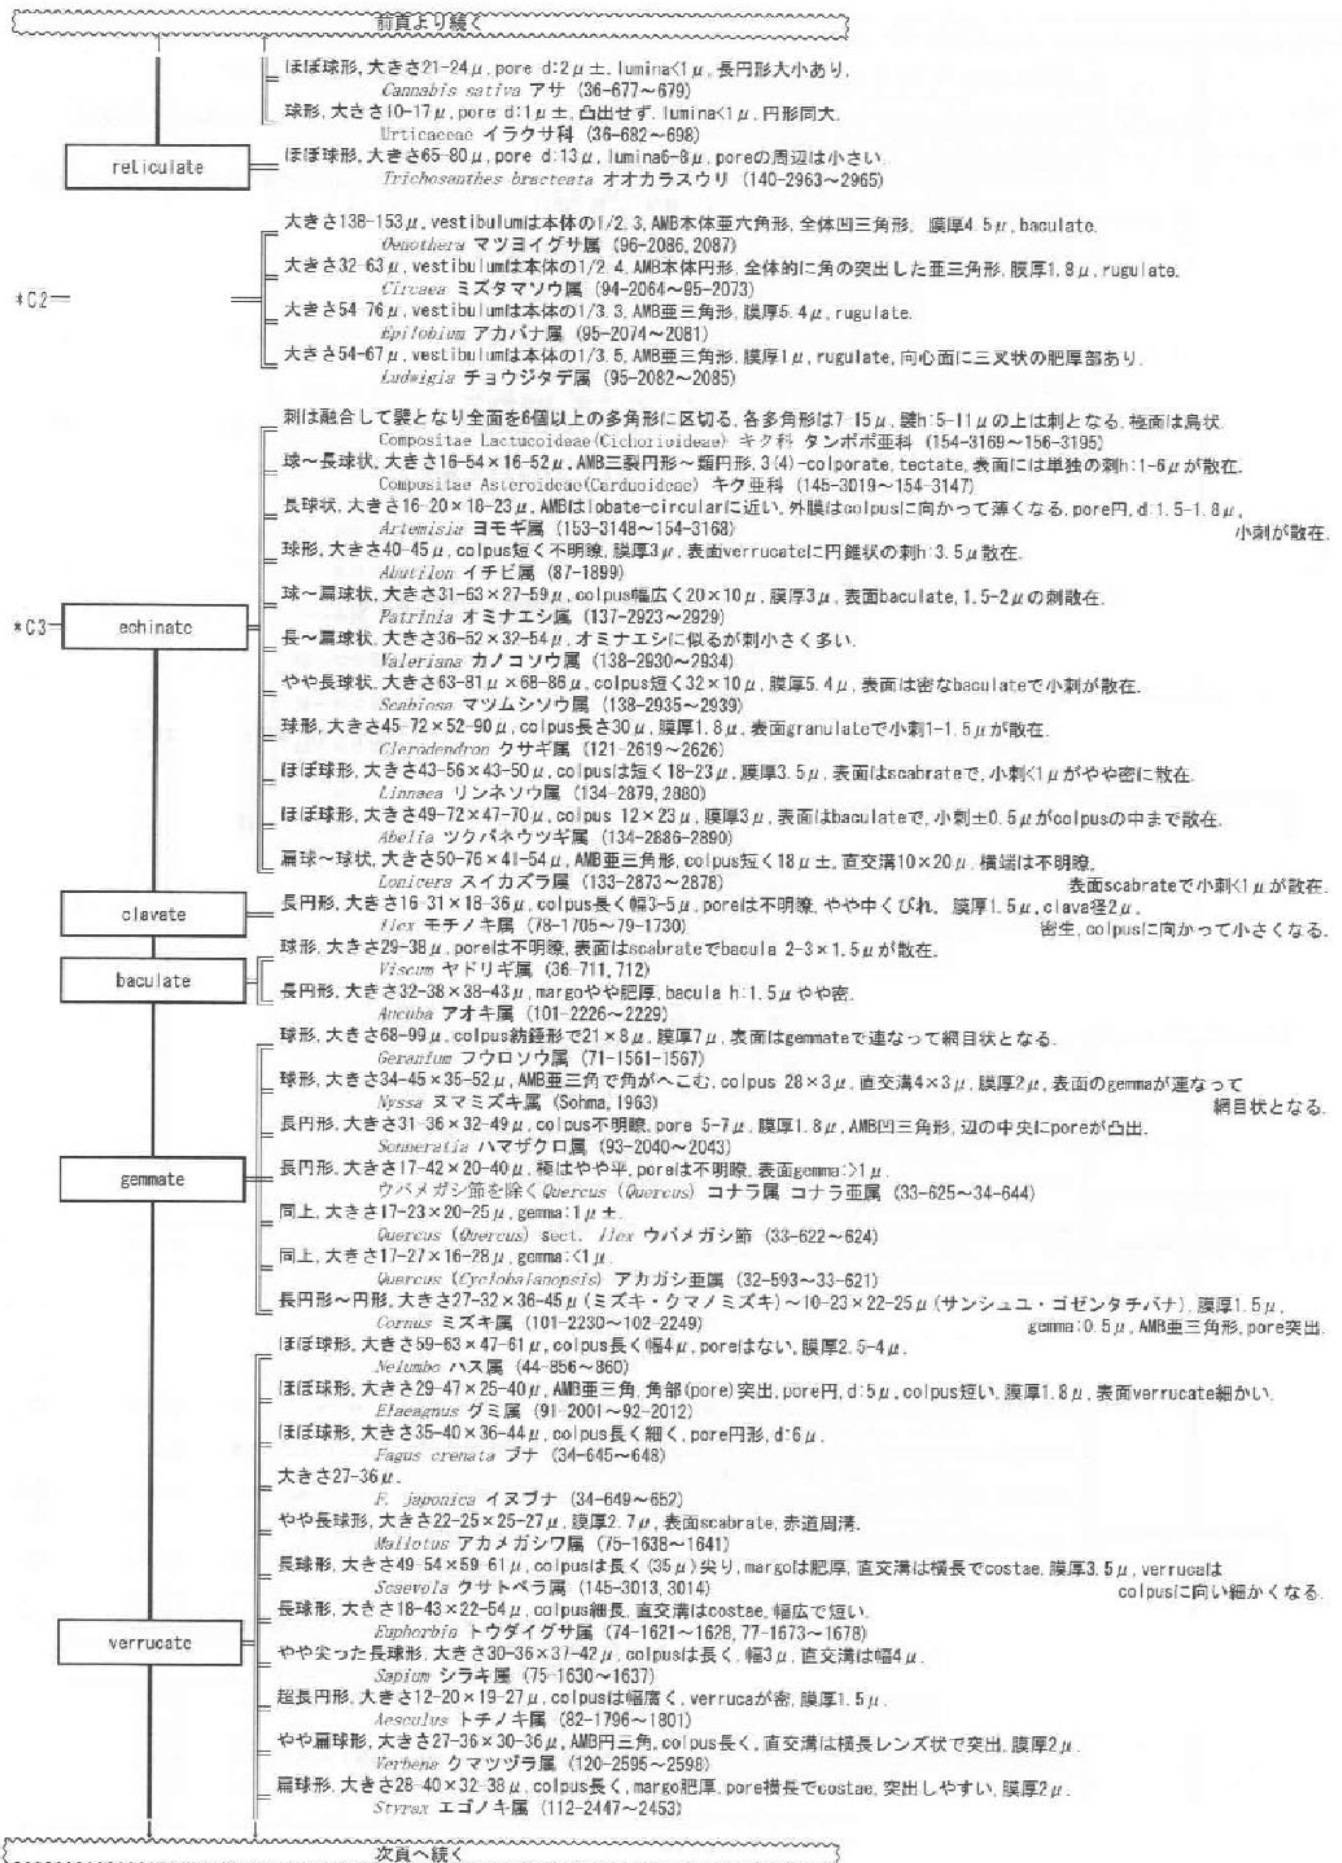 前頁より続く
ほぼ球形, 大きさ21-24μ, pore d:2μ±, lumina<1μ, 長円形大小あり.
Cannabis sativa アサ (36-677～679)
球形, 大きさ10-17μ, pore d:1μ±, 凸出せず. lumina<1μ, 円形同大.
Urticaceae イラクサ科 (36-682～698)
reticulate
ほぼ球形, 大きさ65-80μ, pore d:13μ, lumina6-8μ, poreの周辺は小さい.
Trichosanthes bracteata オオカラスウリ (140-2963～2965)
大きさ138-153μ, vestibulumは本体の1/2.3, AMB本体亜六角形, 全体凹三角形, 膜厚4.5μ, baculate.
Oenothera マツヨイグサ属 (96-2086, 2087)
大きさ32-63μ, vestibulumは本体の1/2.4, AMB本体円形, 全体的に角の突出した亜三角形, 膜厚1.8μ, rugulate.
Circaea ミズタマソウ属 (94-2064～95-2073)
*C2
大きさ54-76μ, vestibulumは本体の1/3.3, AMB亜三角形, 膜厚5.4μ, rugulate.
Epilobium アカバナ属 (95-2074～2081)
大きさ54-67μ, vestibulumは本体の1/3.5, AMB亜三角形, 膜厚1μ, rugulate, 向心面に三叉状の肥厚部あり.
Ludwigia チョウジタデ属 (95-2082～2085)
刺は融合して襞となり全面を6個以上の多角形に区切る, 各多角形は7-15μ, 襞h:5-11μの上は刺となる, 極面は島状.
Compositae Lactucoideae(Cichorioideae) キク科 タンポポ亜科 (154-3169～156-3195)
球～長球状, 大きさ16-54×16-52μ, AMB三裂円形～類円形, 3(4)-colporate, tectate, 表面には単独の刺h:1-6μが散在.
Compositae Asteroideae(Carduoideae) キク亜科 (145-3019～154-3147)
長球状, 大きさ16-20×18-23μ, AMBはlobate-circularに近い, 外膜はcolpusに向かって薄くなる, pore円, d:1.5-1.8μ,
Artemisia ヨモギ属 (153-3148～154-3168)
小刺が散在.
球形, 大きさ40-45μ, colpus短く不明瞭, 膜厚3μ, 表面verrucateに円錐状の刺h:3.5μ散在.
Abutilon イチビ属 (87-1899)
球～扁球状, 大きさ31-63×27-59μ, colpus幅広く20×10μ, 膜厚3μ, 表面baculate, 1.5-2μの刺散在.
Patrinia オミナエシ属 (137-2923～2929)
*C3
echinate
長～扁球状, 大きさ36-52×32-54μ, オミナエシに似るが刺小さく多い.
Valeriana カノコソウ属 (138-2930～2934)
やや長球状, 大きさ63-81μ×68-86μ, colpus短く32×10μ, 膜厚5.4μ, 表面は密なbaculateで小刺が散在.
Scabiosa マツムシソウ属 (138-2935～2939)
球形, 大きさ45-72×52-90μ, colpus長さ30μ, 膜厚1.8μ, 表面granulateで小刺1-1.5μが散在.
Clerodendron クサギ属 (121-2619～2626)
ほぼ球形, 大きさ43-56×43-50μ, colpusは短く18-23μ, 膜厚3.5μ, 表面はscabrateで, 小刺<1μがやや密に散在.
Linnaea リンネソウ属 (134-2879, 2880)
ほぼ球形, 大きさ49-72×47-70μ, colpus 12×23μ, 膜厚3μ, 表面はbaculateで, 小刺±0.5μがcolpusの中まで散在.
Abelia ツクバネウツギ属 (134-2886-2890)
扁球～球状, 大きさ50-76×41-54μ, AMB亜三角形, colpus短く18μ±, 直交溝10×20μ, 横端は不明瞭,
Lonicera スイカズラ属 (133-2873～2878)
表面scabrateで小刺<1μが散在.
clavate
長円形, 大きさ16-31×18-36μ, colpus長く幅3-5μ, poreは不明瞭, やや中くびれ, 膜厚1.5μ, clava径2μ,
Ilex モチノキ属 (78-1705～79-1730)
密生, colpusに向かって小さくなる.
球形, 大きさ29-38μ, poreは不明瞭, 表面はscabrateでbacula 2-3×1.5μが散在.
Viscum ヤドリギ属 (36-711, 712)
baculate
長円形, 大きさ32-38×38-43μ, margoやや肥厚, bacula h:1.5μやや密.
Aucuba アオキ属 (101-2226～2229)
球形, 大きさ68-99μ, colpus紡錘形で21×8μ, 膜厚7μ, 表面はgemmateで連なって網目状となる.
Geranium フウロソウ属 (71-1561-1567)
球形, 大きさ34-45×35-52μ, AMB亜三角で角がへこむ, colpus 28×3μ, 直交溝4×3μ, 膜厚2μ, 表面のgemmaが連なって
Nyssa ヌマミズキ属 (Sohma, 1963)
網目状となる.
長円形, 大きさ31-36×32-49μ, colpus不明瞭, pore 5-7μ, 膜厚1.8μ, AMB凹三角形, 辺の中央にporeが凸出.
Sonneratia ハマザクロ属 (93-2040～2043)
gemmate
長円形, 大きさ17-42×20-40μ, 極はやや平, poreは不明瞭, 表面gemma:>1μ.
ウバメガシ節を除くQuercus (Quercus) コナラ属 コナラ亜属 (33-625～34-644)
同上, 大きさ17-23×20-25μ, gemma:1μ±.
Quercus (Quercus) sect. Ilex ウバメガシ節 (33-622～624)
同上, 大きさ17-27×16-28μ, gemma:<1μ.
Quercus (Cyclobalanopsis) アカガシ亜属 (32-593～33-621)
長円形～円形, 大きさ27-32×36-45μ (ミズキ・クマノミズキ)～10-23×22-25μ (サンシュユ・ゴゼンタチバナ), 膜厚1.5μ,
Cornus ミズキ属 (101-2230～102-2249)
gemma:0.5μ, AMB亜三角形, pore突出.
ほぼ球形, 大きさ59-63×47-61μ, colpus長く幅4μ, poreはない, 膜厚2.5-4μ.
Nelumbo ハス属 (44-856～860)
ほぼ球形, 大きさ29-47×25-40μ, AMB亜三角, 角部(pore)突出, pore円, d:5μ, colpus短い, 膜厚1.8μ, 表面verrucate細かい.
Elaeagnus グミ属 (91-2001～92-2012)
ほぼ球形, 大きさ35-40×36-44μ, colpus長く細く, pore円形, d:6μ.
Fagus crenata ブナ (34-645～648)
大きさ27-36μ.
F. japonica イヌブナ (34-649～652)
やや長球形, 大きさ22-25×25-27μ, 膜厚2.7μ, 表面scabrate, 赤道周溝.
Mallotus アカメガシワ属 (75-1638～1641)
長球形, 大きさ49-54×59-61μ, colpusは長く(35μ)尖り, margoは肥厚, 直交溝は横長でcostae, 膜厚3.5μ, verrucaは
Scaevola クサトベラ属 (145-3013, 3014)
colpusに向い細かくなる.
長球形, 大きさ18-43×22-54μ, colpus細長, 直交溝はcostae, 幅広で短い.
Euphorbia トウダイグサ属 (74-1621～1628, 77-1673～1678)
verrucate
やや尖った長球形, 大きさ30-36×37-42μ, colpusは長く, 幅3μ, 直交溝は幅4μ.
Sapium シラキ属 (75-1630～1637)
超長円形, 大きさ12-20×19-27μ, colpusは幅廣く, verrucaが密, 膜厚1.5μ.
Aesculus トチノキ属 (82-1796～1801)
やや扁球形, 大きさ27-36×30-36μ, AMB円三角, colpus長く, 直交溝は横長レンズ状で突出, 膜厚2μ.
Verbena クマツヅラ属 (120-2595～2598)
扁球形, 大きさ28-40×32-38μ, colpus長く, margo肥厚, pore横長でcostae, 突出しやすい, 膜厚2μ.
Styrax エゴノキ属 (112-2447～2453)
次頁へ続く